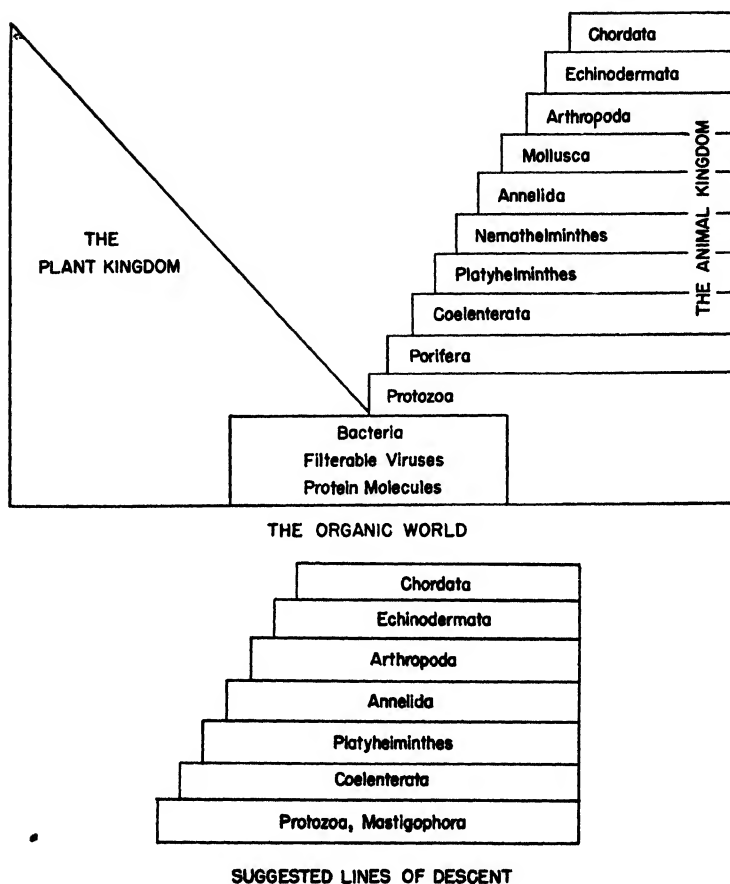 Chordata
Echinodermata
Arthropoda
Mollusca
Annelida
Nemathelminthes
Platyhelminthes
Coelenterata
Porifera
Protozoa
THE ANIMAL KINGDOM
THE
PLANT KINGDOM
Bacteria
Filterable Viruses
Protein Molecules
THE ORGANIC WORLD
Chordata
Echinodermata
Arthropoda
Annelida
Platyhelminthes
Coelenterata
Protozoa, Mastigophora
SUGGESTED LINES OF DESCENT